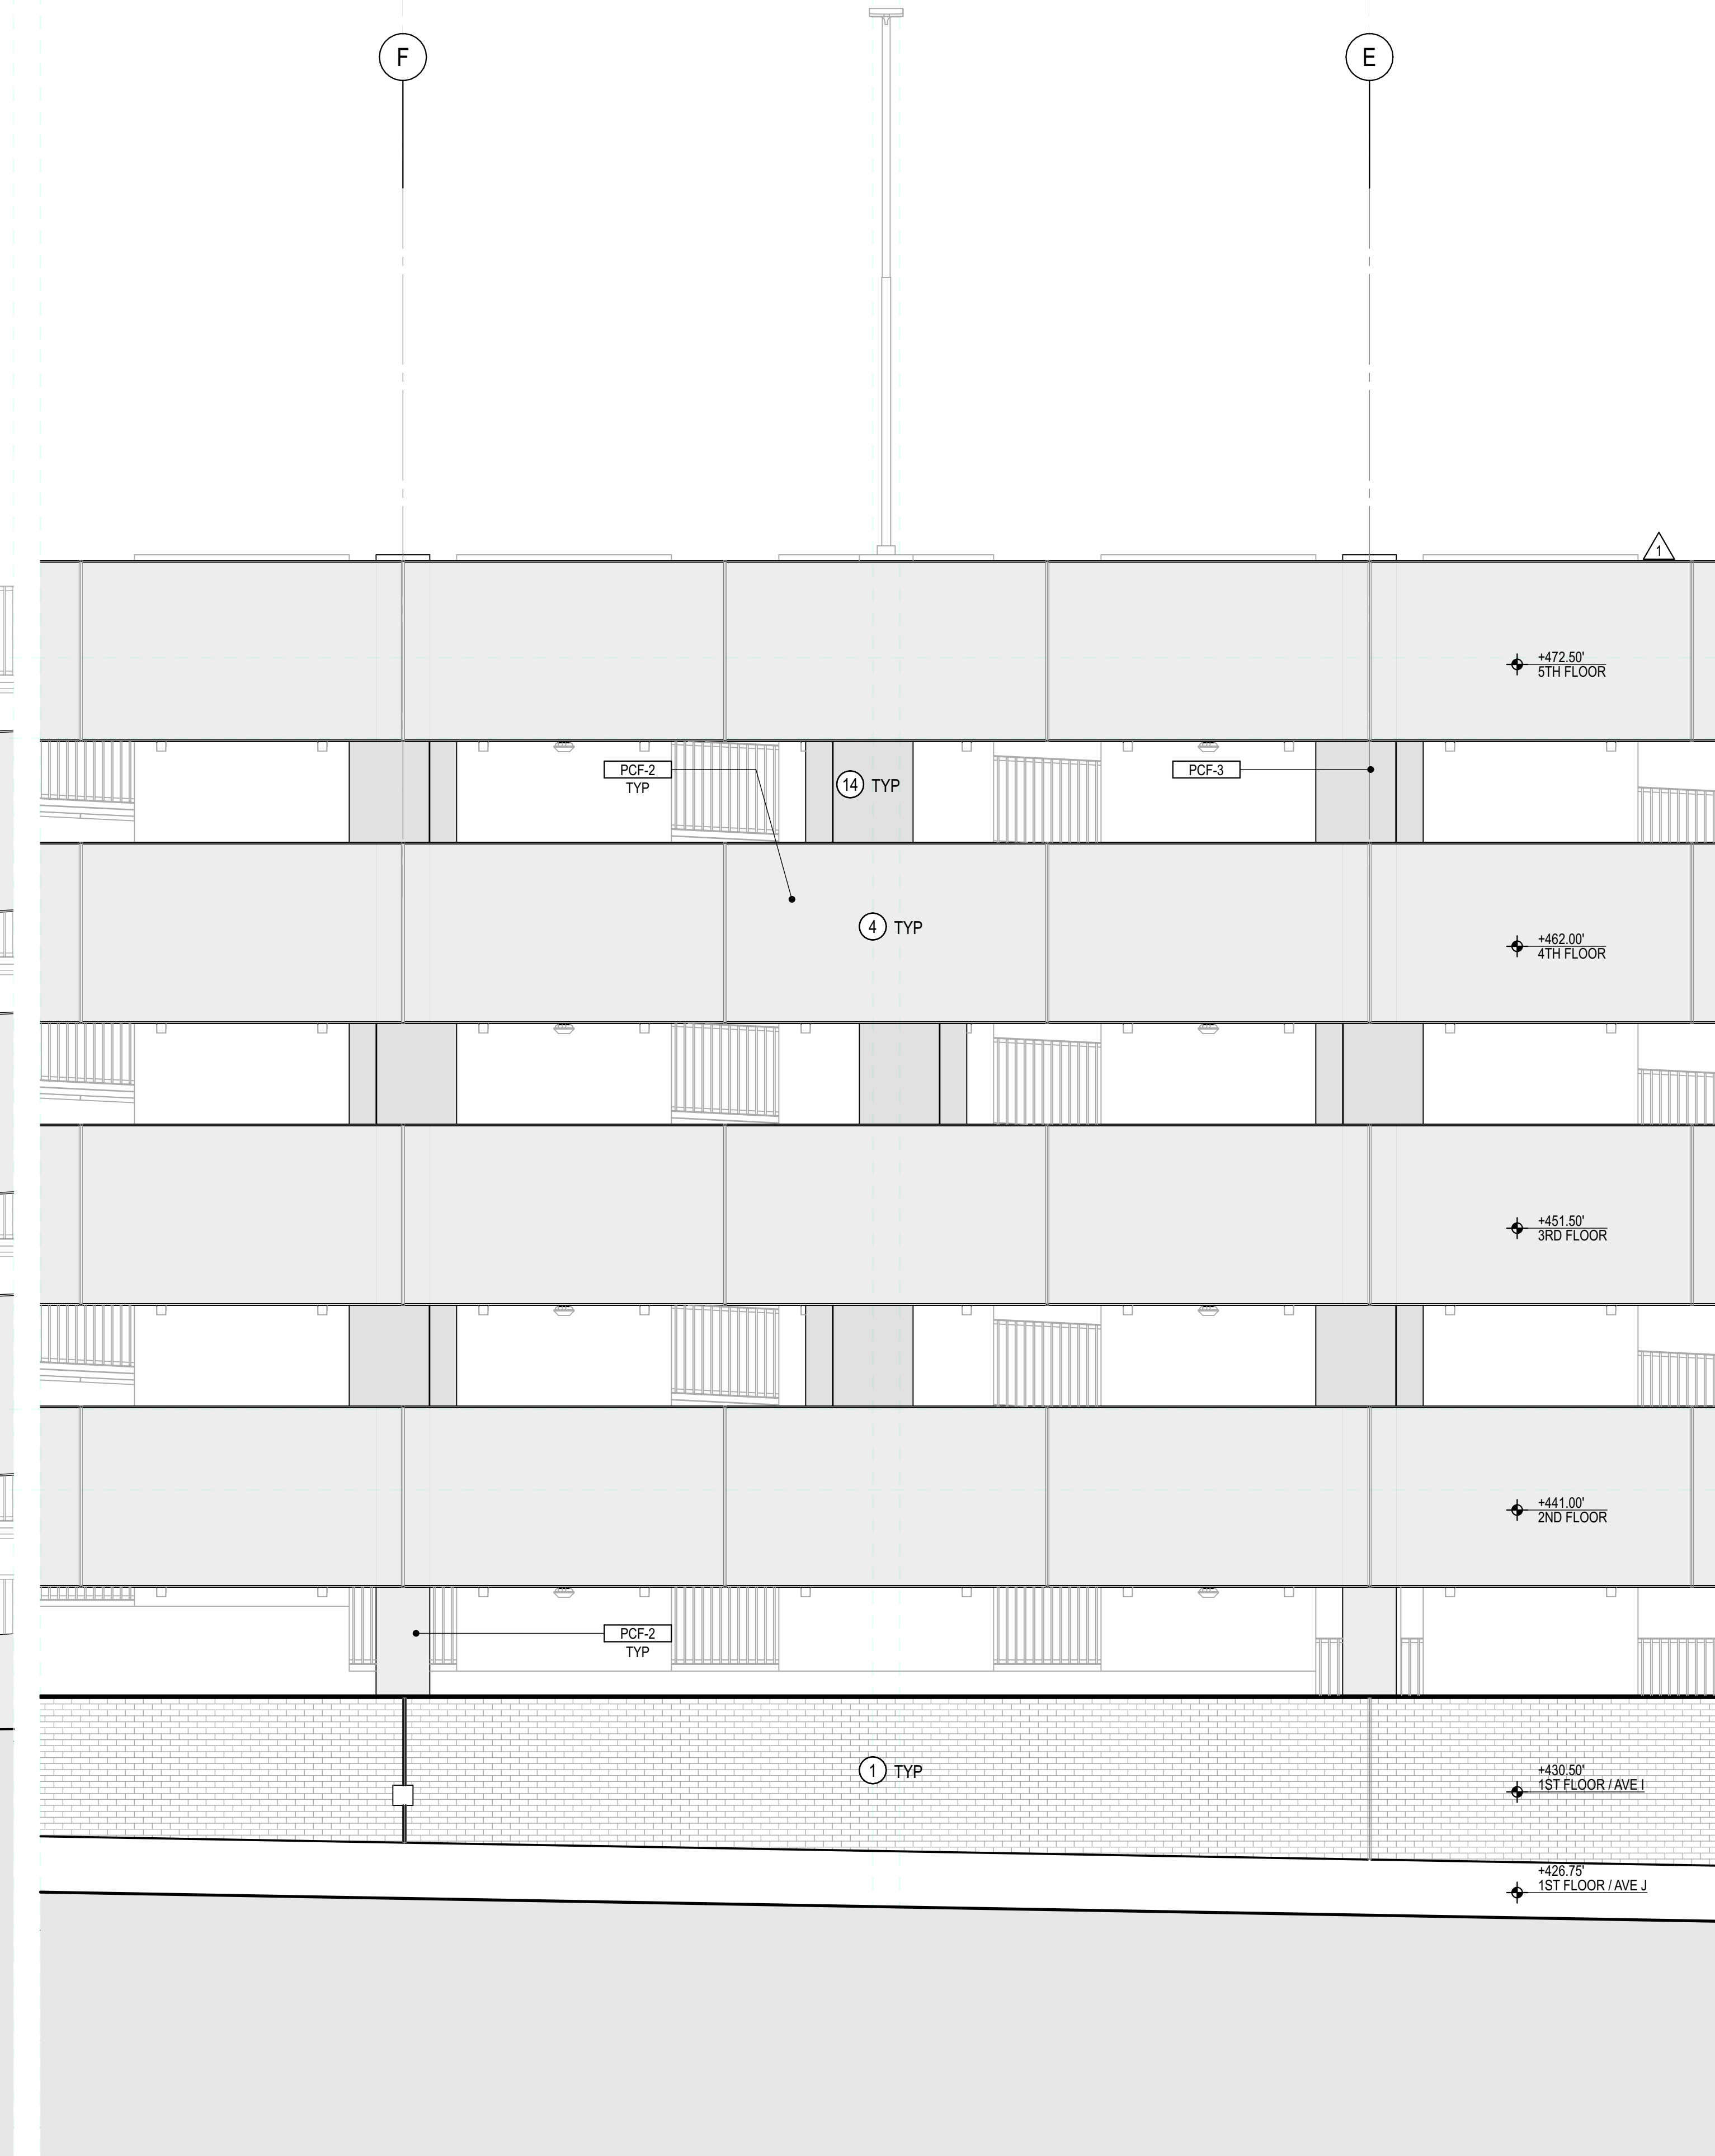 F
E
1
+472.50'
5TH FLOOR
PCF-2
TYP
14 TYP
PCF-3
4 TYP
+462.00'
4TH FLOOR
+451.50'
3RD FLOOR
+441.00'
2ND FLOOR
PCF-2
TYP
1 TYP
+430.50'
1ST FLOOR / AVE I
+426.75'
1ST FLOOR / AVE J